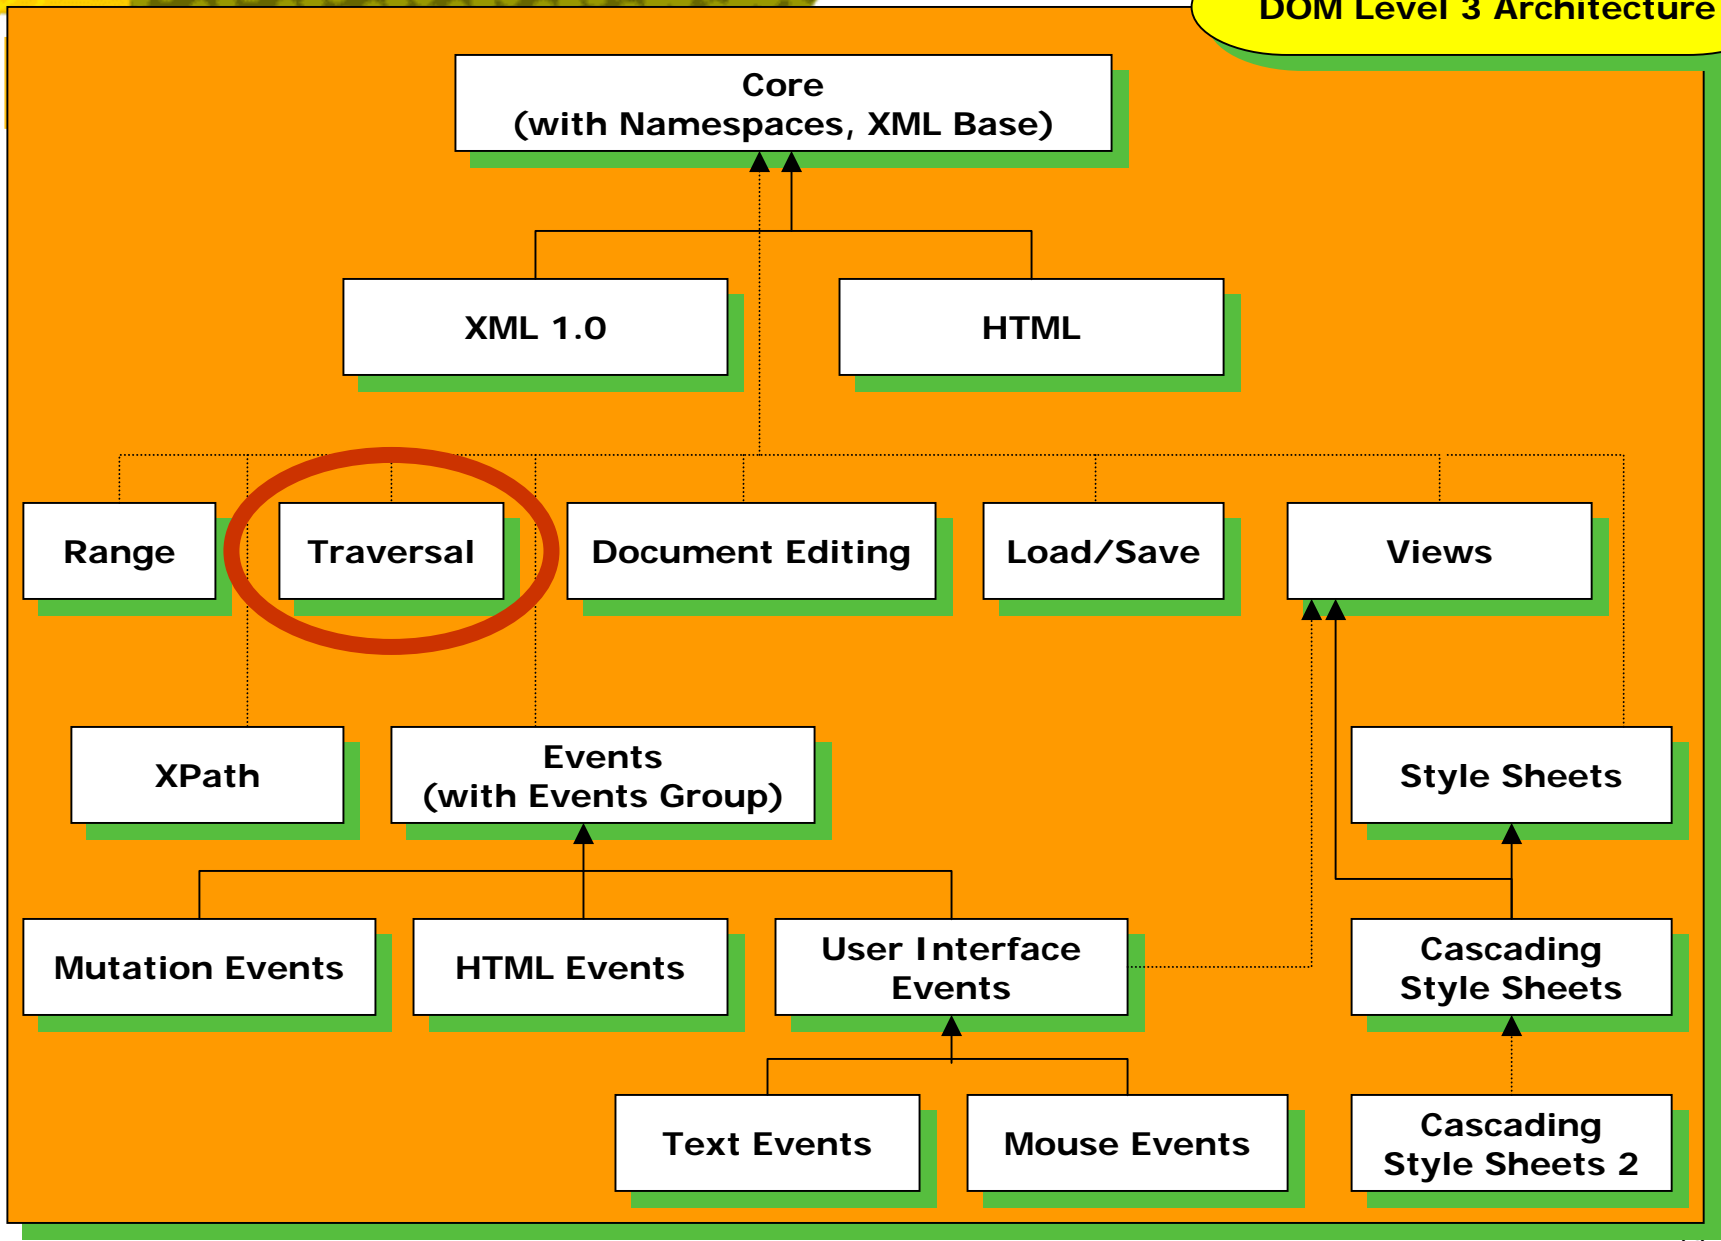 DOM Level 3 Architecture
Core
(with Namespaces, XML Base)
XML 1.0
HTML
Range
Traversal
Document Editing
Load/Save
Views
XPath
Events
(with Events Group)
Style Sheets
Mutation Events
HTML Events
User Interface
Events
Cascading
Style Sheets
Text Events
Mouse Events
Cascading
Style Sheets 2